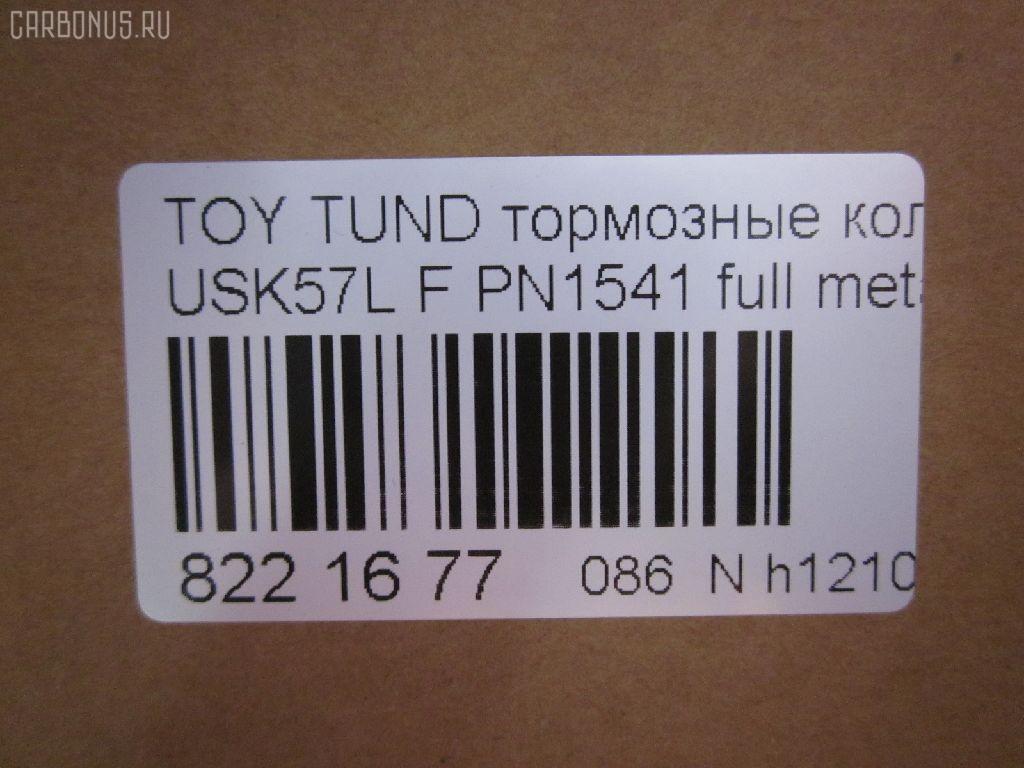 CARBONUS.RU
TOY TUND тормозные кол
USK57L F PN1541 full met
822 16 77 086 N h1210